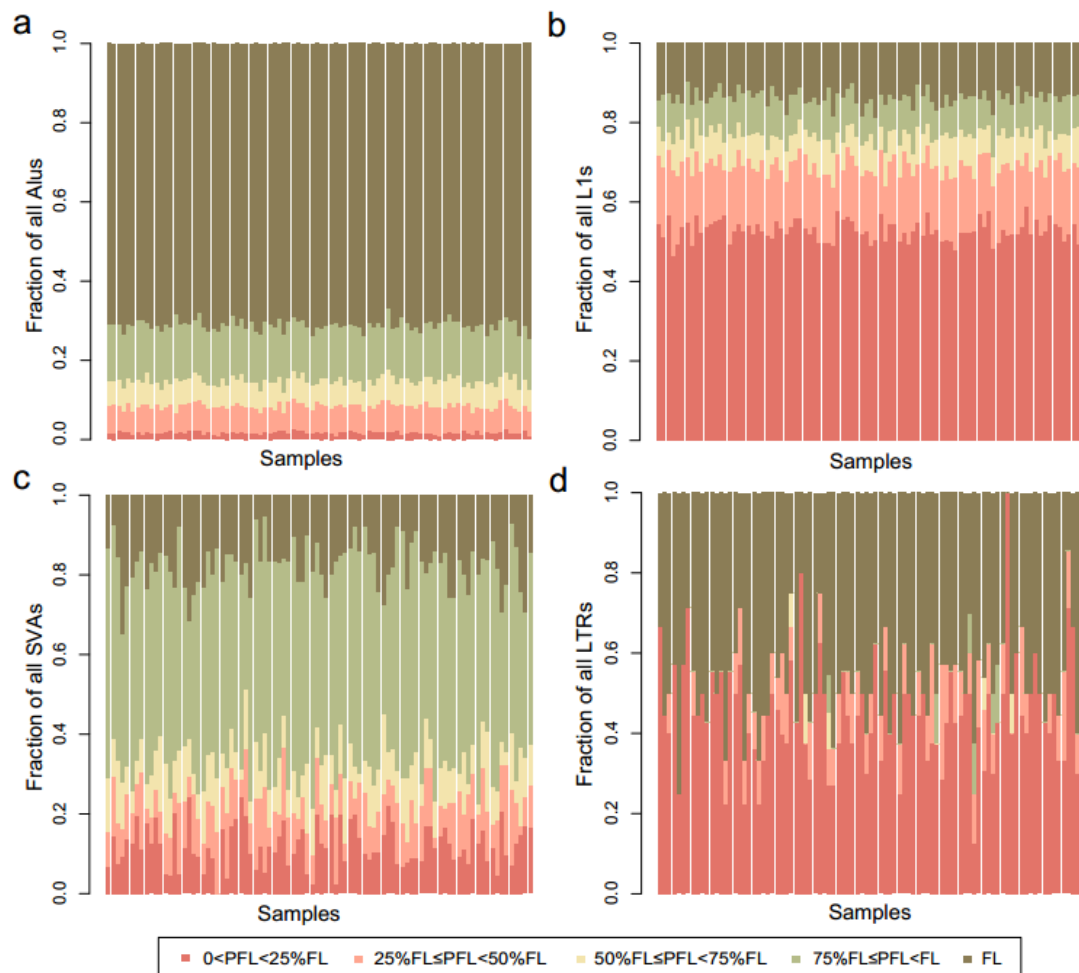 a
1.0
0.8
0.6
0.4
0.2
0.0
Fraction of all Alus
Samples
b
1.0
0.8
0.6
0.4
0.2
0.0
Fraction of all L1s
Samples
c
1.0
0.8
0.6
0.4
0.2
0.0
Fraction of all SVAs
Samples
d
1.0
0.8
0.6
0.4
0.2
0.0
Fraction of all LTRs
Samples
0<PFL<25%FL 25%FL≤PFL<50%FL 50%FL≤PFL<75%FL 75%FL≤PFL<FL FL